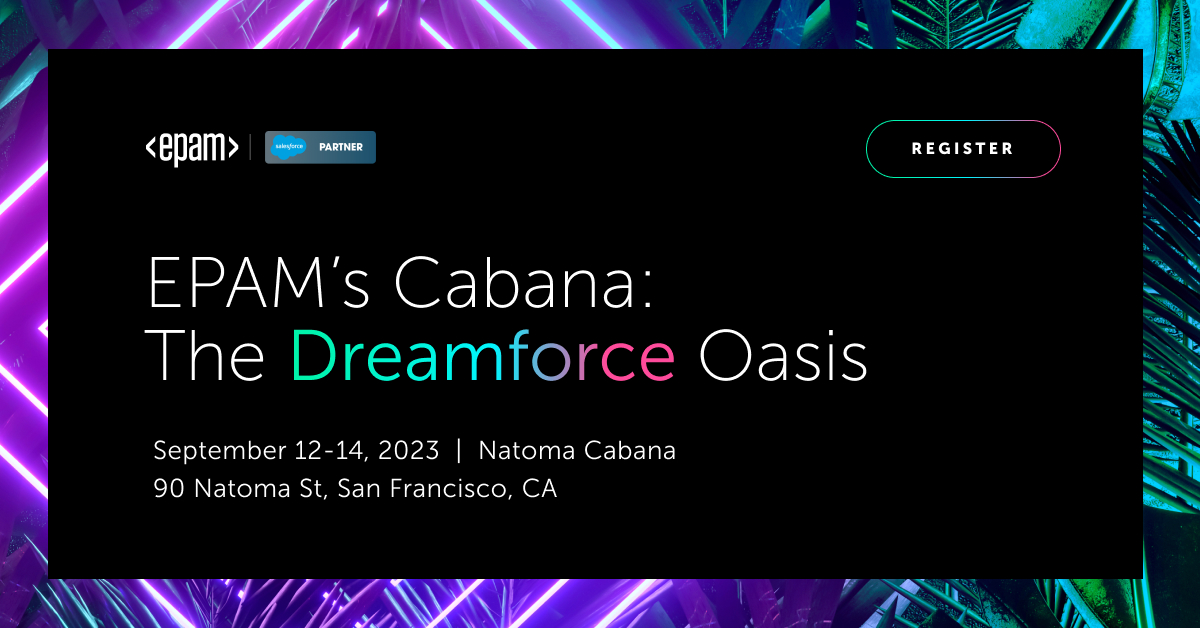 <epam> | salesforce PARTNER
REGISTER
EPAM’s Cabana:
The Dreamforce Oasis
September 12-14, 2023 | Natoma Cabana
90 Natoma St, San Francisco, CA